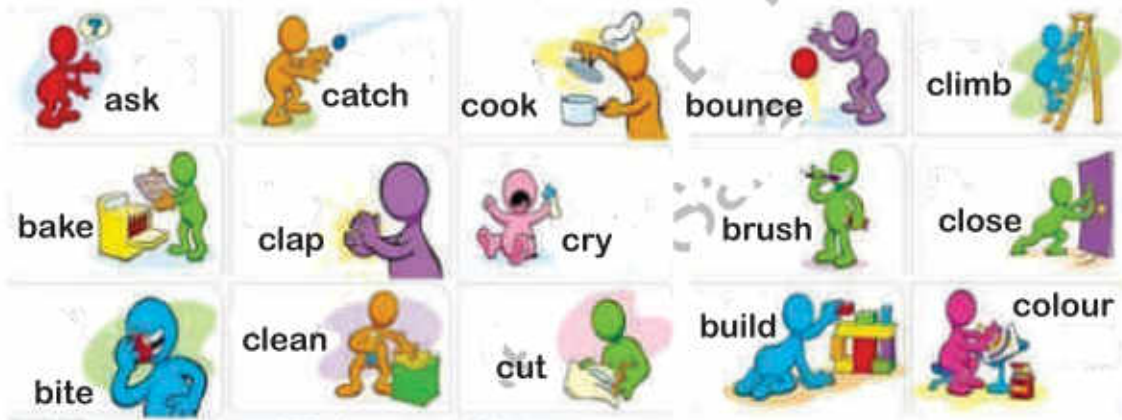 ?
ask
catch
cook
bounce
climb
bake
clap
cry
brush
close
bite
clean
cut
build
colour